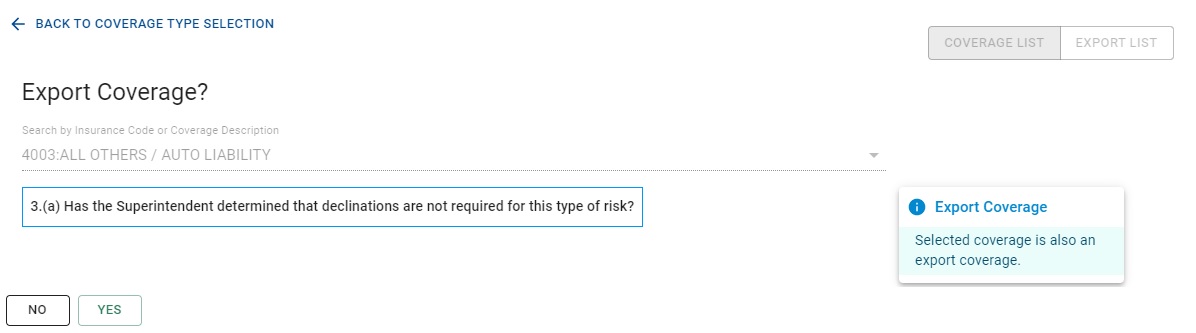 BACK TO COVERAGE TYPE SELECTION
COVERAGE LIST
EXPORT LIST
Export Coverage?
Search by Insurance Code or Coverage Description
4003:ALL OTHERS / AUTO LIABILITY
3.(a) Has the Superintendent determined that declinations are not required for this type of risk?
Export Coverage
Selected coverage is also an
export coverage.
NO
YES